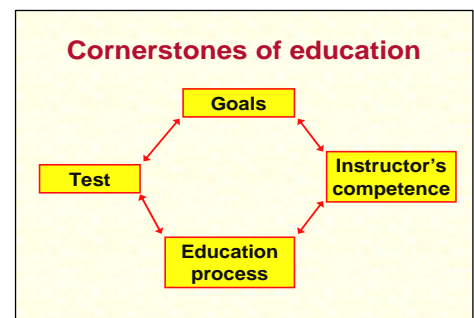 Cornerstones of education
Goals
Test
Instructor's
competence
Education
process